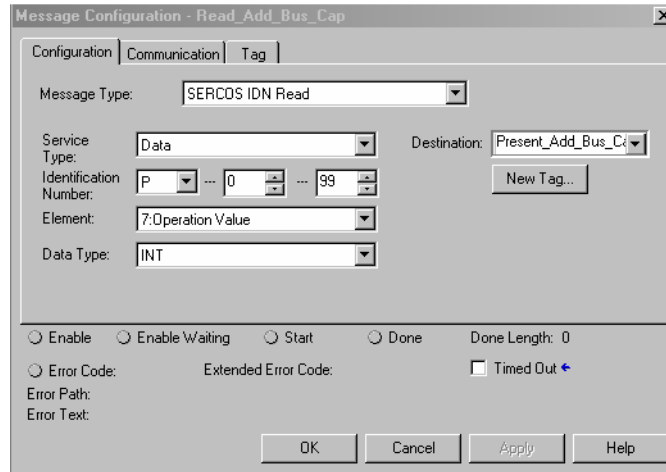 Message Configuration - Read_Add_Bus_Cap
Configuration Communication Tag
Message Type: SERCOS IDN Read
Service Type: Data Destination: Present_Add_Bus_Ca
Identification Number: P --- 0 --- 99 New Tag...
Element: 7:Operation Value
Data Type: INT
Enable Enable Waiting Start Done Done Length: 0
Error Code: Extended Error Code: Timed Out
Error Path:
Error Text:
OK Cancel Apply Help